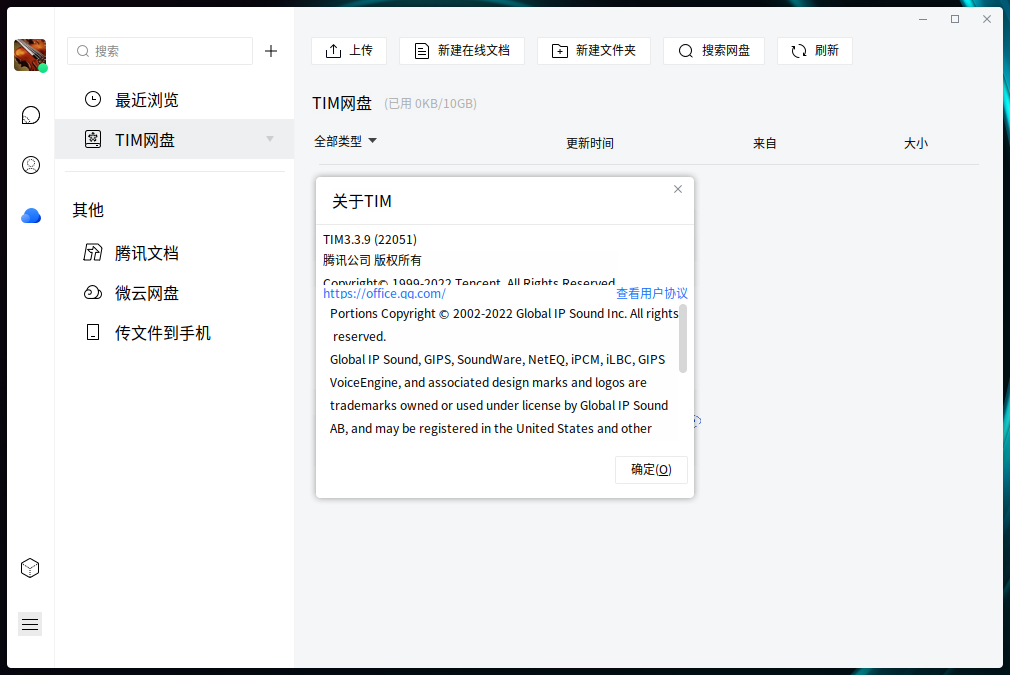 搜索
上传
新建在线文档
新建文件夹
搜索网盘
刷新
最近浏览
TIM网盘
其他
腾讯文档
微云网盘
传文件到手机
TIM网盘 (已用 0KB/10GB)
全部类型 更新时间 来自 大小
关于TIM
TIM3.3.9 (22051)
腾讯公司 版权所有
Copyright© 1999-2022 Tencent. All Rights Reserved
https://office.qq.com/ 查看用户协议
Portions Copyright © 2002-2022 Global IP Sound Inc. All rights
reserved.
Global IP Sound, GIPS, SoundWare, NetEQ, iPCM, iLBC, GIPS
VoiceEngine, and associated design marks and logos are
trademarks owned or used under license by Global IP Sound
AB, and may be registered in the United States and other
确定(O)